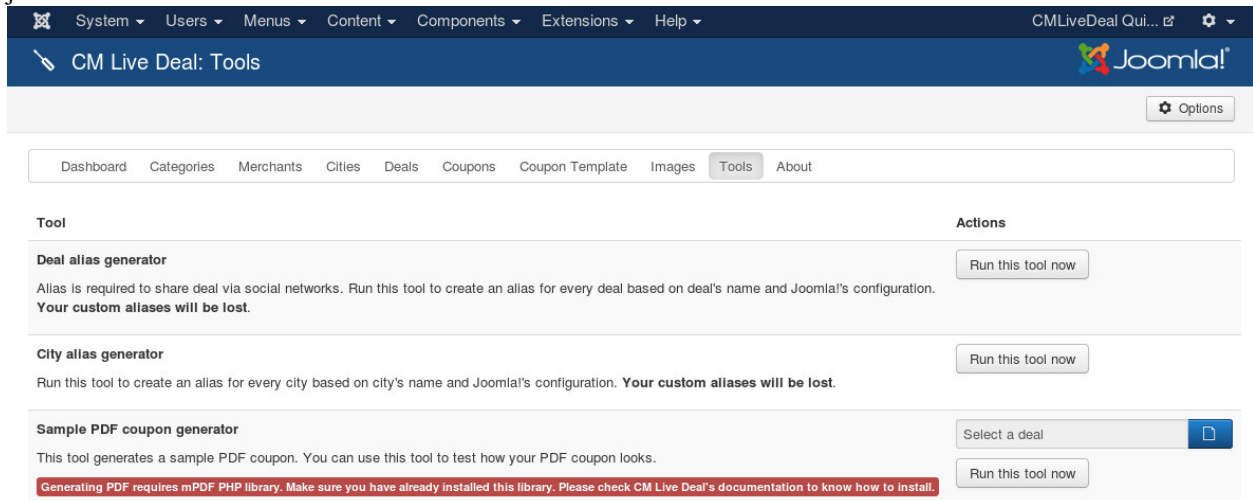 System Users Menus Content Components Extensions Help CMLiveDeal Qui...
CM Live Deal: Tools Joomla!
Options
Dashboard Categories Merchants Cities Deals Coupons Coupon Template Images Tools About
Tool Actions
Deal alias generator
Run this tool now
Alias is required to share deal via social networks. Run this tool to create an alias for every deal based on deal's name and Joomla!'s configuration.
Your custom aliases will be lost.
City alias generator
Run this tool now
Run this tool to create an alias for every city based on city's name and Joomla!'s configuration. Your custom aliases will be lost.
Sample PDF coupon generator
Select a deal
This tool generates a sample PDF coupon. You can use this tool to test how your PDF coupon looks.
Run this tool now
Generating PDF requires mPDF PHP library. Make sure you have already installed this library. Please check CM Live Deal's documentation to know how to install.